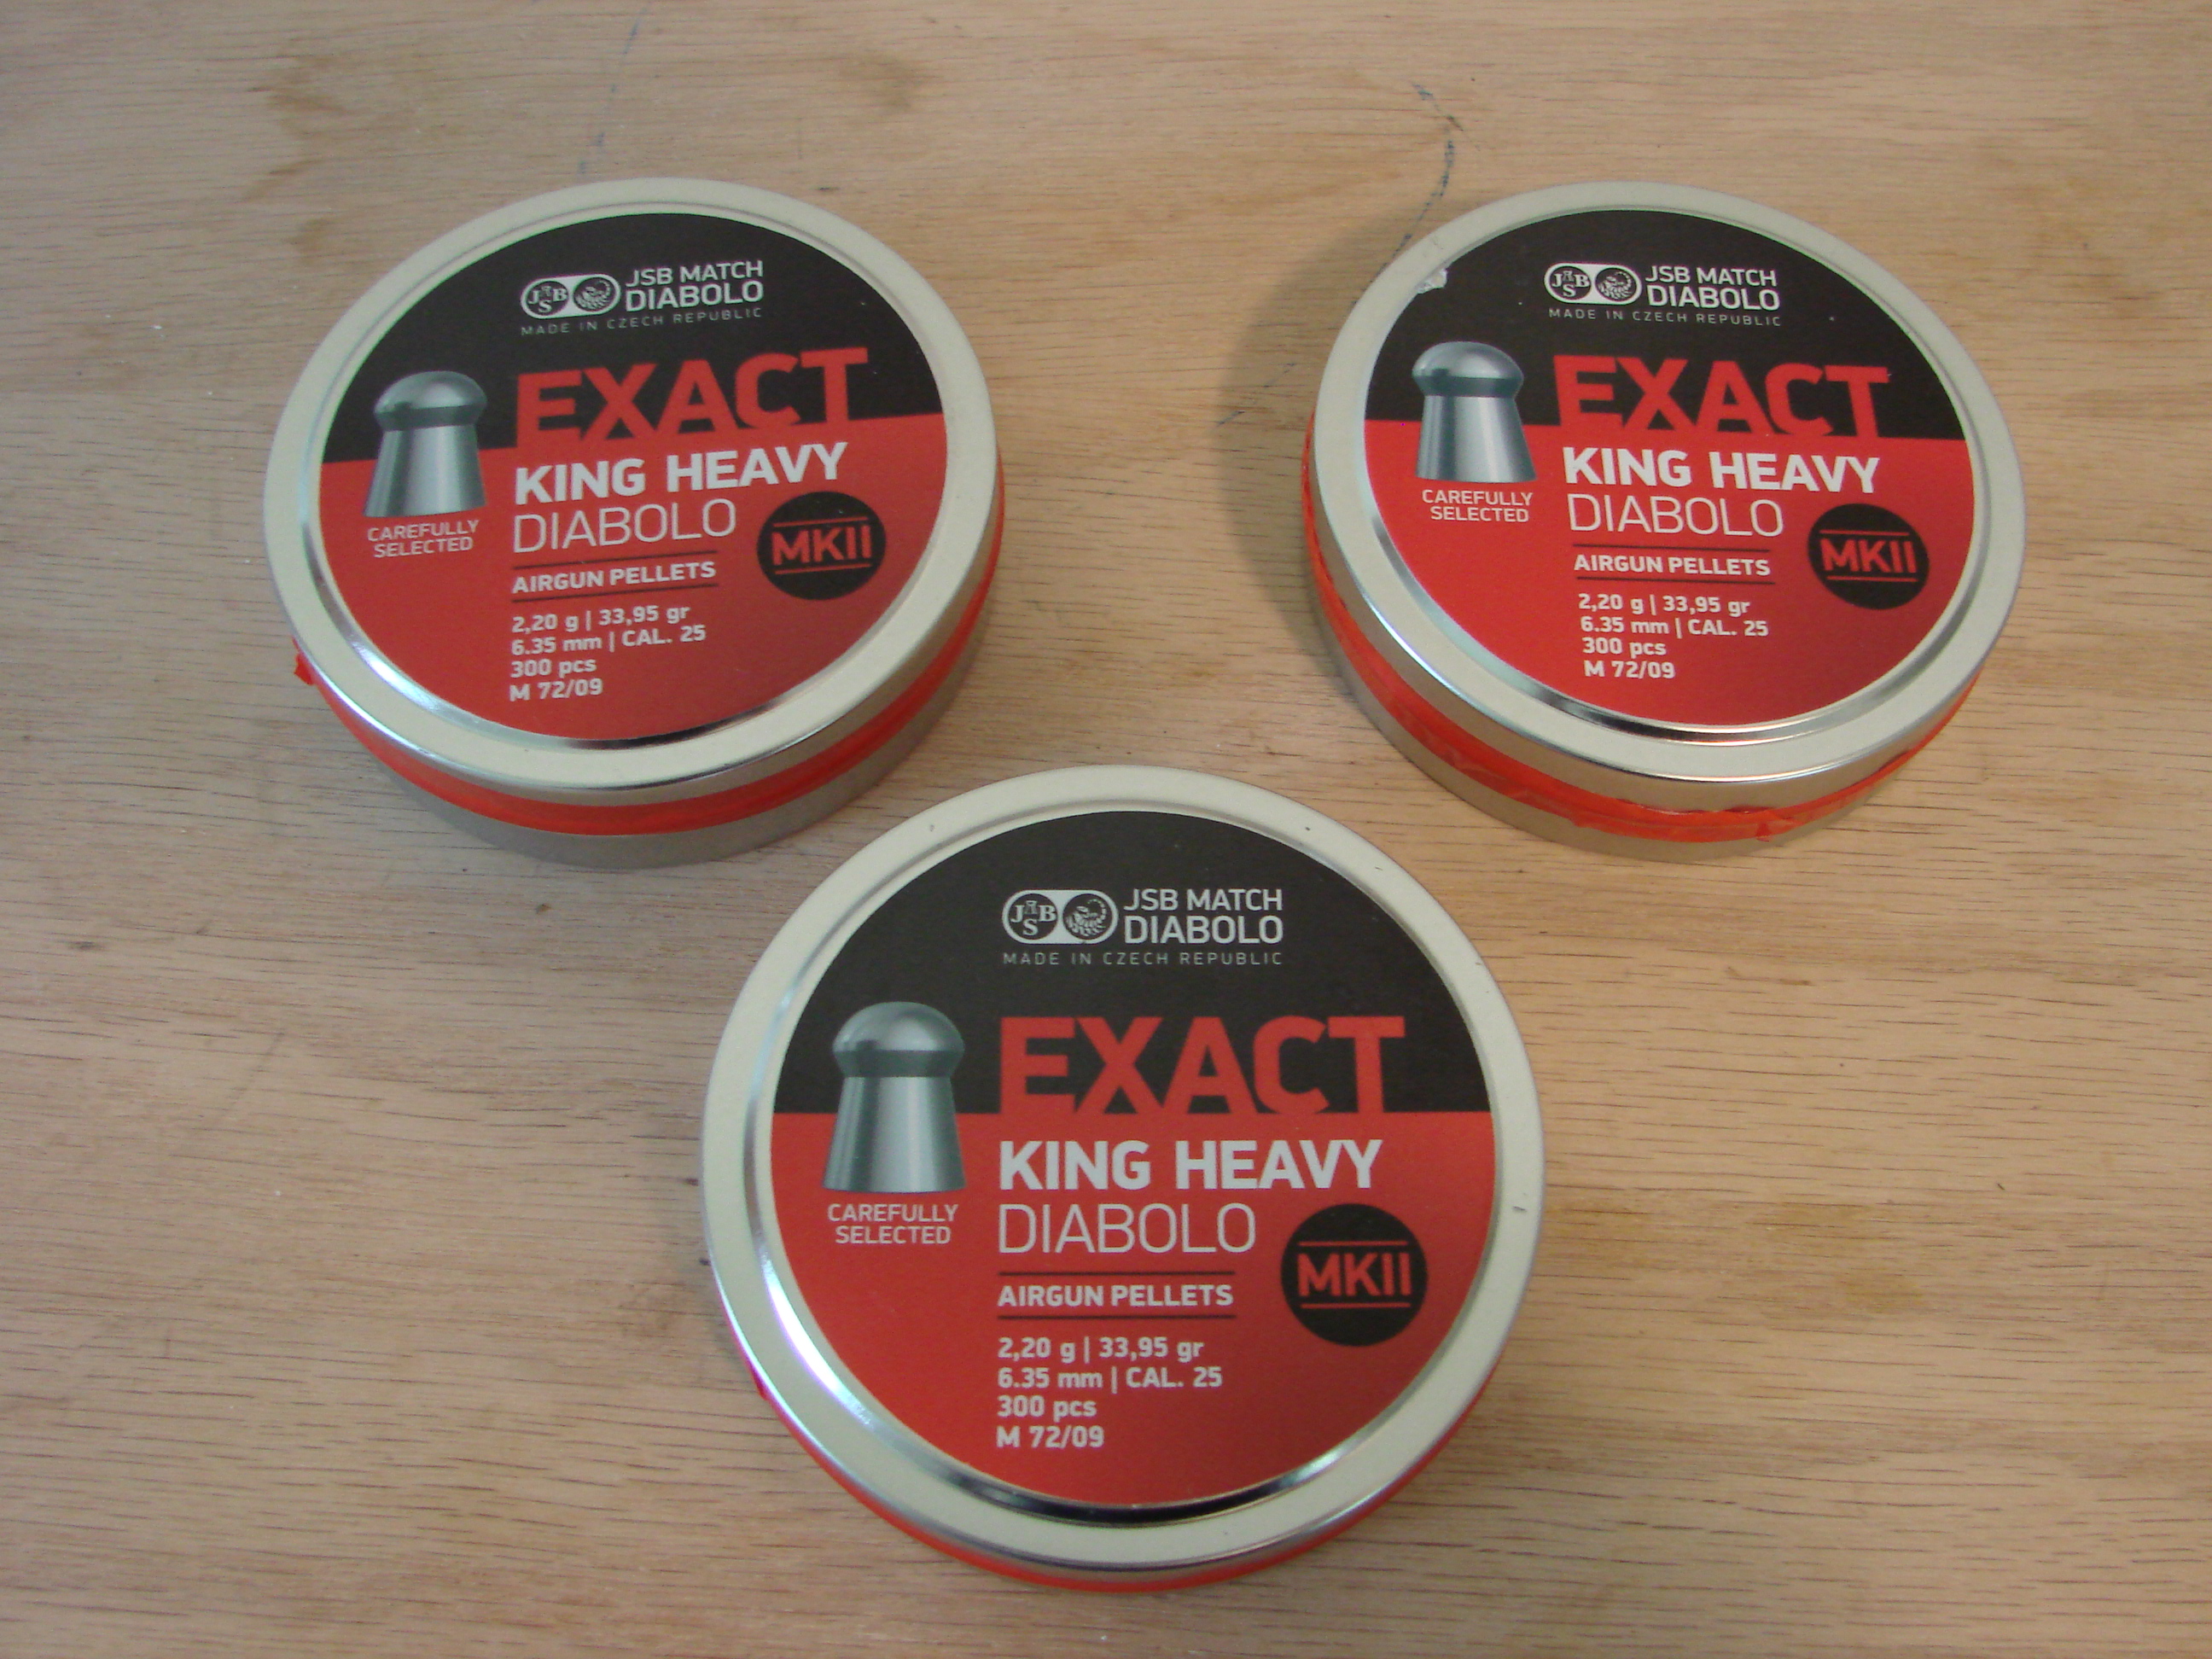 JSB
JSB MATCH
DIABOLO
MADE IN CZECH REPUBLIC
EXACT
KING HEAVY
DIABOLO
CAREFULLY
SELECTED
MKII
AIRGUN PELLETS
2,20 g | 33,95 gr
6.35 mm | CAL. 25
300 pcs
M 72/09
JSB
JSB MATCH
DIABOLO
MADE IN CZECH REPUBLIC
EXACT
KING HEAVY
DIABOLO
CAREFULLY
SELECTED
MKII
AIRGUN PELLETS
2,20 g | 33,95 gr
6.35 mm | CAL. 25
300 pcs
M 72/09
JSB
JSB MATCH
DIABOLO
MADE IN CZECH REPUBLIC
EXACT
KING HEAVY
DIABOLO
CAREFULLY
SELECTED
MKII
AIRGUN PELLETS
2,20 g | 33,95 gr
6.35 mm | CAL. 25
300 pcs
M 72/09